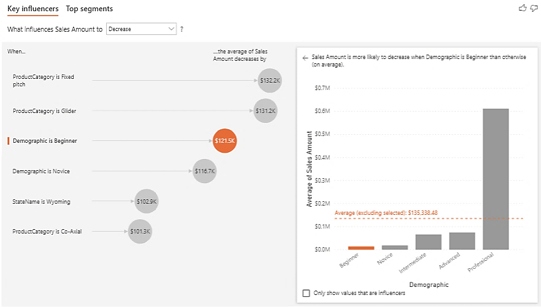 Key influencers Top segments
What influences Sales Amount to Decrease ?
When...
...the average of Sales
Amount decreases by
ProductCategory is Fixed
pitch
$132.2K
ProductCategory is Glider
$131.2K
Demographic is Beginner
$121.5K
Demographic is Novice
$116.7K
StateName is Wyoming
$102.9K
ProductCategory is Co-Axial
$101.3K
← Sales Amount is more likely to decrease when Demographic is Beginner than otherwise
(on average).
Average of Sales Amount
$0.7M
$0.6M
$0.5M
$0.4M
$0.3M
$0.2M
$0.1M
$0.0M
Average (excluding selected): $135,338.48
Beginner
Novice
Intermediate
Advanced
Professional
Demographic
Only show values that are influencers